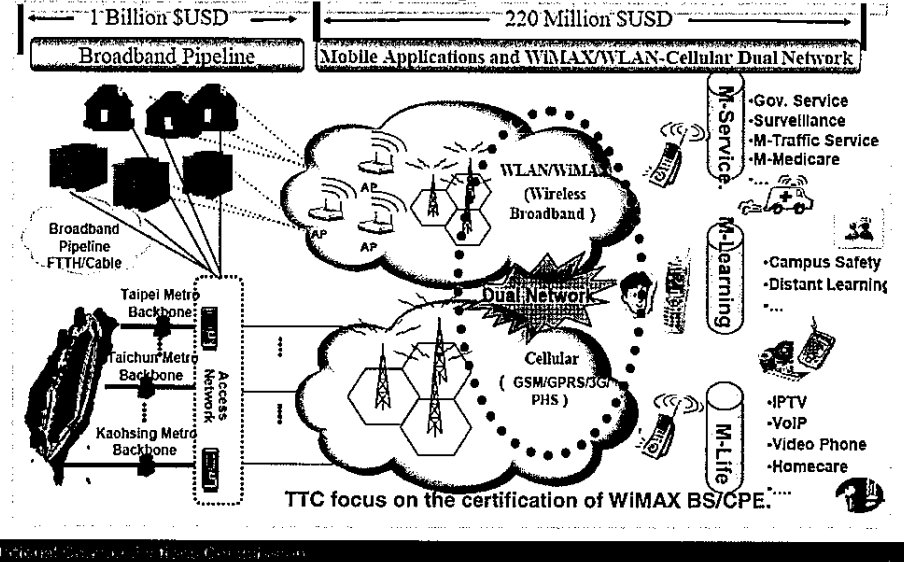 1 Billion $USD
220 Million $USD
Broadband Pipeline
Mobile Applications and WiMAX/WLAN-Cellular Dual Network
M-Service.
•Gov. Service
•Surveillance
•M-Traffic Service
•M-Medicare
•....
WLAN/WiMAX
(Wireless
Broadband )
AP
AP
AP
Broadband
Pipeline
FTTH/Cable
Dual Network
M-Learning
•Campus Safety
•Distant Learning
•...
Taipei Metro
Backbone
Taichun Metro
Backbone
Kaohsing Metro
Backbone
Access
Network
Cellular
( GSM/GPRS/3G/
PHS )
M-Life
•IPTV
•VoIP
•Video Phone
•Homecare
•....
TTC focus on the certification of WiMAX BS/CPE.